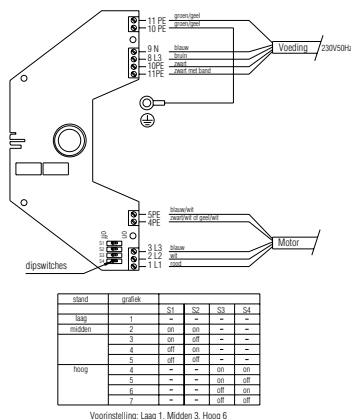 groen/geel
11 PE
10 PE
9 N blauw
8 L3 bruin
10PE zwart
11PE zwart met band
Voeding 230V50Hz
blauw/wit
5PE
zwart/wit of geel/wit
4PE
3 L3 blauw
2 L2 wit
1 L1 rood
Motor
S1
S2
S3
S4
dipswitches
stand grafiek
S1 S2 S3 S4
laag 1 - - - -
midden 2 on on - -
3 on off - -
4 off on - -
5 off off - -
hoog 4 - - on on
5 - - on off
6 - - off on
7 - - off off
Voorinstelling: Laag 1, Midden 3, Hoog 6